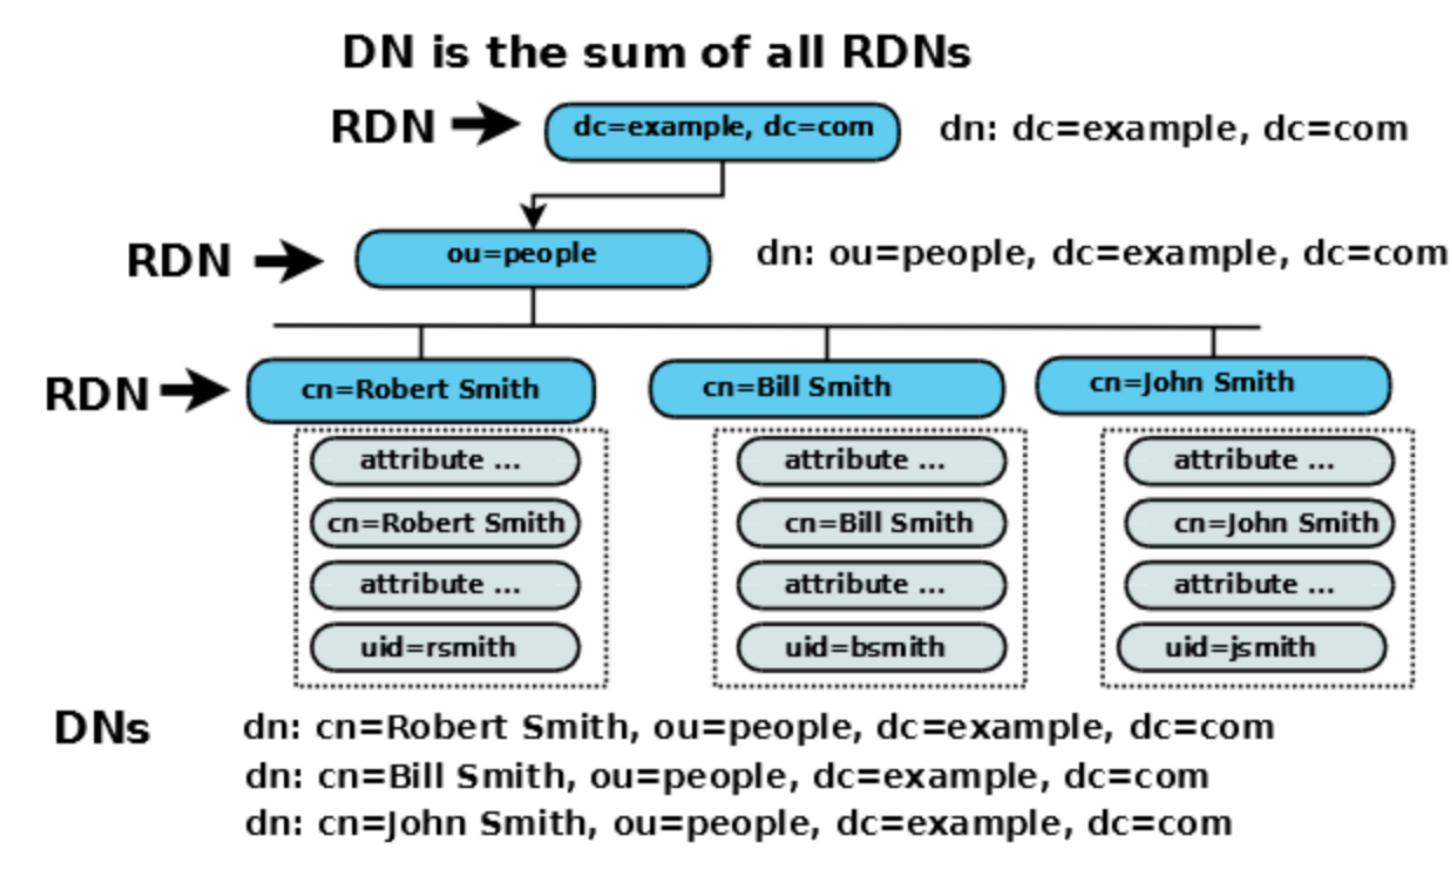 DN is the sum of all RDNs
RDN dc=example, dc=com dn: dc=example, dc=com
RDN ou=people dn: ou=people, dc=example, dc=com
RDN cn=Robert Smith cn=Bill Smith cn=John Smith
attribute ... attribute ... attribute ...
cn=Robert Smith cn=Bill Smith cn=John Smith
attribute ... attribute ... attribute ...
uid=rsmith uid=bsmith uid=jsmith
DNs dn: cn=Robert Smith, ou=people, dc=example, dc=com
dn: cn=Bill Smith, ou=people, dc=example, dc=com
dn: cn=John Smith, ou=people, dc=example, dc=com